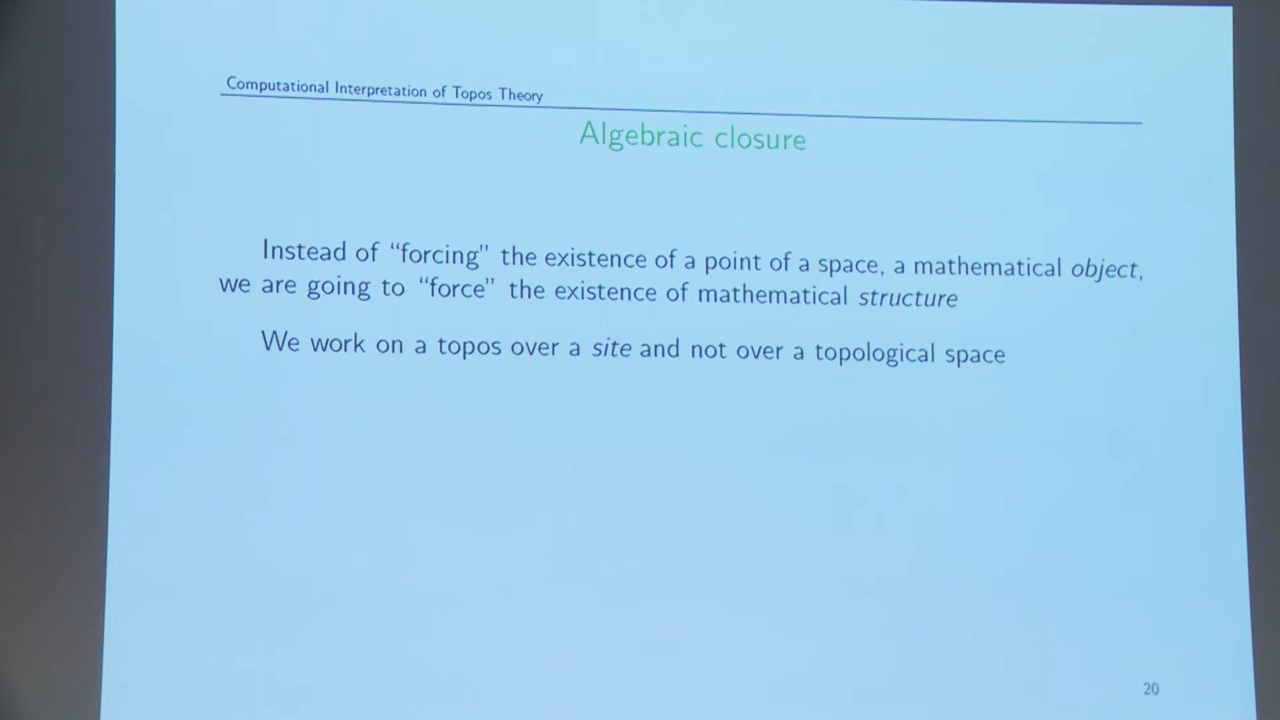 Computational Interpretation of Topos Theory
Algebraic closure
Instead of “forcing” the existence of a point of a space, a mathematical object,
we are going to “force” the existence of mathematical structure
We work on a topos over a site and not over a topological space
20